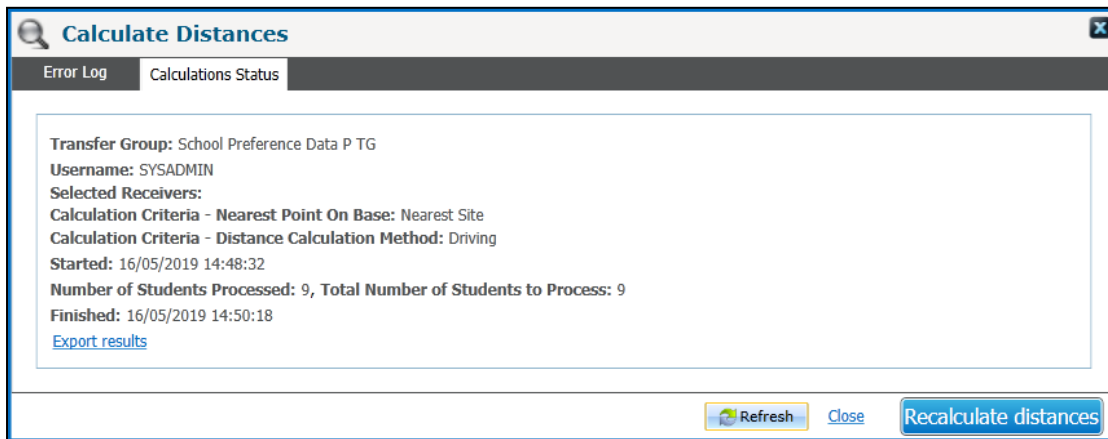 Calculate Distances
Error Log
Calculations Status
Transfer Group: School Preference Data P TG
Username: SYSADMIN
Selected Receivers:
Calculation Criteria - Nearest Point On Base: Nearest Site
Calculation Criteria - Distance Calculation Method: Driving
Started: 16/05/2019 14:48:32
Number of Students Processed: 9, Total Number of Students to Process: 9
Finished: 16/05/2019 14:50:18
Export results
Refresh
Close
Recalculate distances